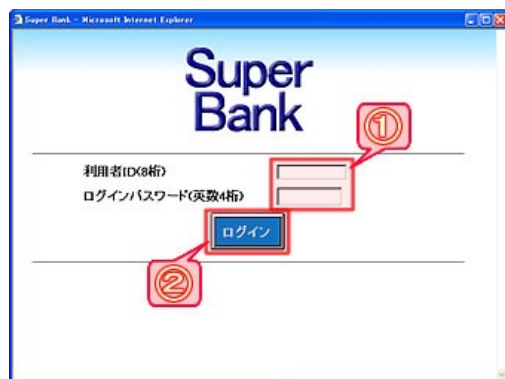 Super Bank - Microsoft Internet Explorer
Super
Bank
①
利用者ID(8桁)
ログインパスワード(英数4桁)
ログイン
②